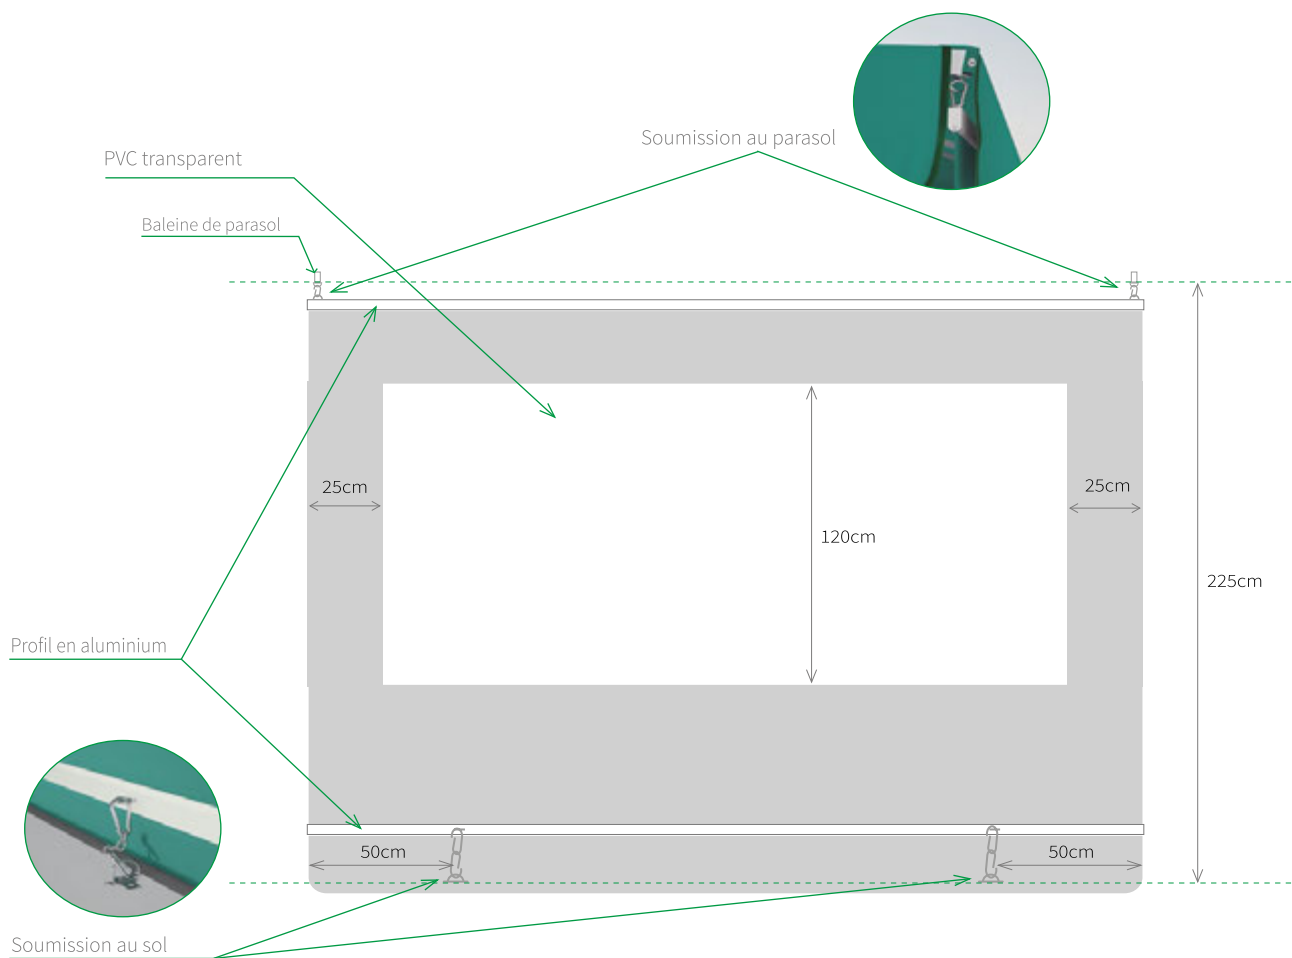 Soumission au parasol
PVC transparent
Baleine de parasol
25cm
25cm
120cm
225cm
Profil en aluminium
50cm
50cm
Soumission au sol